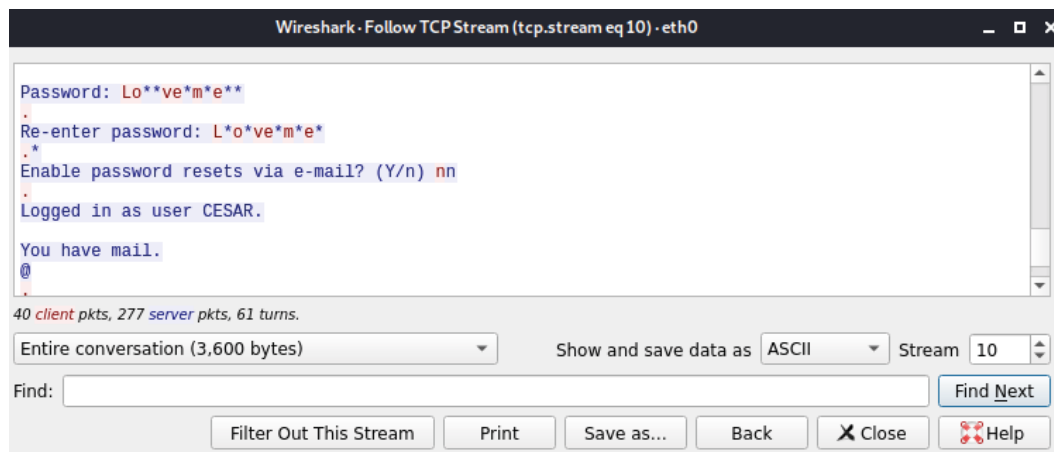 Wireshark · Follow TCP Stream (tcp.stream eq 10) · eth0
Password: Lo**ve*m*e**
.
Re-enter password: L*o*ve*m*e*
.*
Enable password resets via e-mail? (Y/n) nn
.
Logged in as user CESAR.
You have mail.
@
.
40 client pkts, 277 server pkts, 61 turns.
Entire conversation (3,600 bytes) Show and save data as ASCII Stream 10
Find: Find Next
Filter Out This Stream Print Save as... Back Close Help